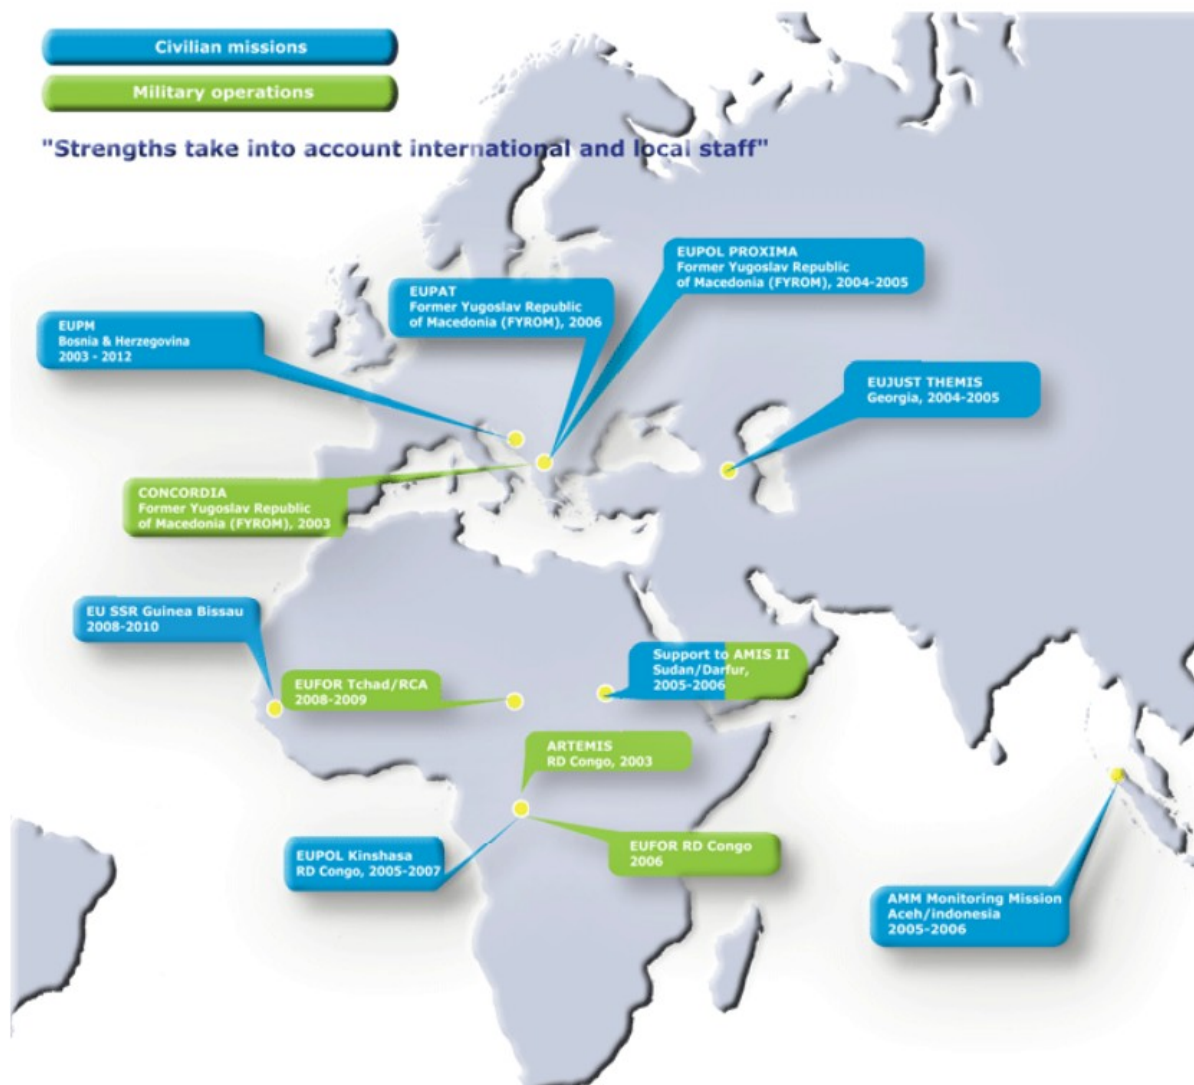 Civilian missions
Military operations
"Strengths take into account international and local staff"
EUPOL PROXIMA
Former Yugoslav Republic
of Macedonia (FYROM), 2004-2005
EUPAT
Former Yugoslav Republic
of Macedonia (FYROM), 2006
EUPM
Bosnia & Herzegovina
2003 - 2012
EUJUST THEMIS
Georgia, 2004-2005
CONCORDIA
Former Yugoslav Republic
of Macedonia (FYROM), 2003
EU SSR Guinea Bissau
2008-2010
Support to AMIS II
Sudan/Darfur,
2005-2006
EUFOR Tchad/RCA
2008-2009
ARTEMIS
RD Congo, 2003
EUFOR RD Congo
2006
EUPOL Kinshasa
RD Congo, 2005-2007
AMM Monitoring Mission
Aceh/indonesia
2005-2006